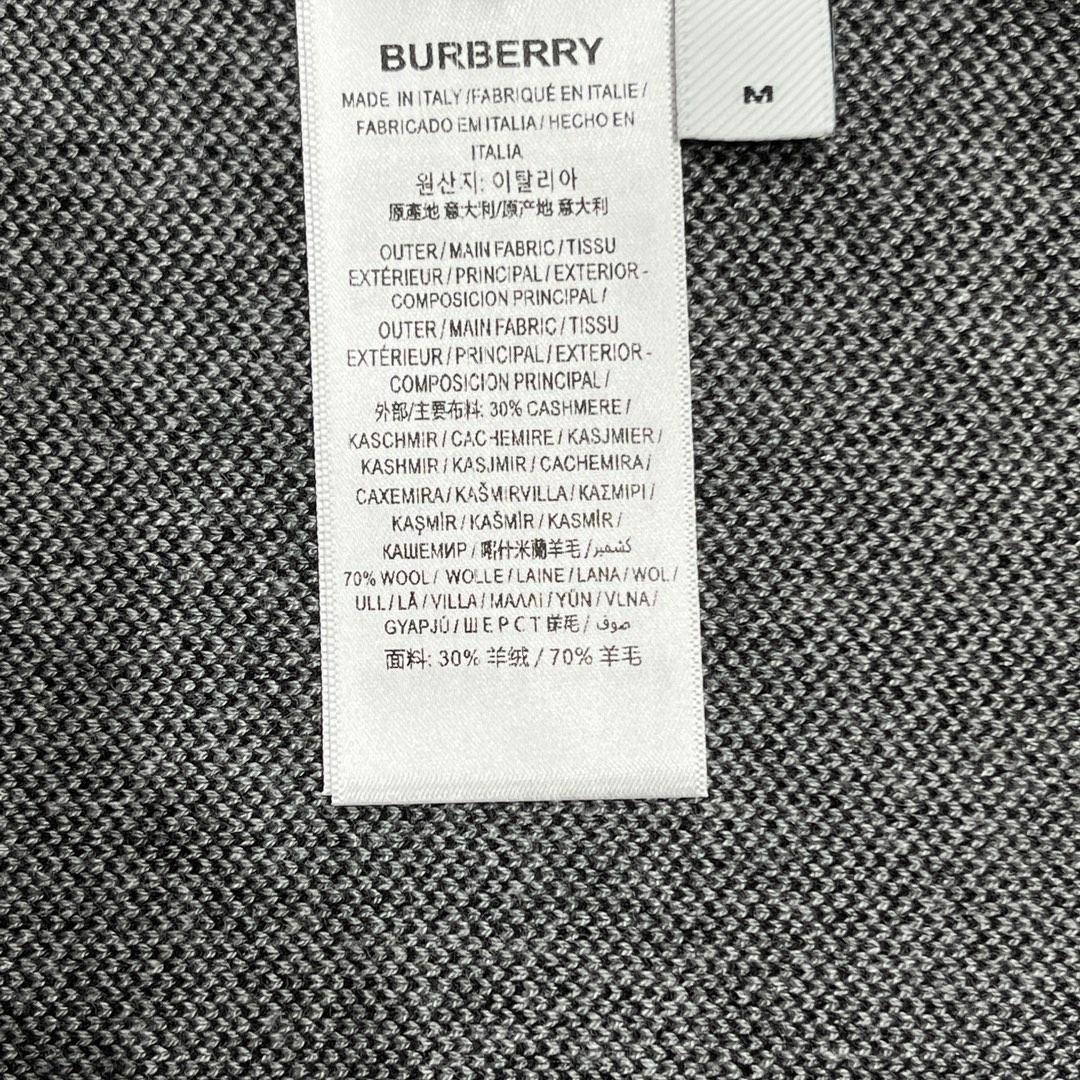 BURBERRY
M
MADE IN ITALY/FABRIQUÉ EN ITALIE/
FABRICADO EM ITALIA/HECHO EN
ITALIA
원산지: 이탈리아
原產地 意大利/原产地 意大利
OUTER/MAIN FABRIC/TISSU
EXTÉRIEUR/PRINCIPAL/EXTERIOR-
COMPOSICION PRINCIPAL/
OUTER/MAIN FABRIC/TISSU
EXTÉRIEUR/PRINCIPAL/EXTERIOR-
COMPOSICION PRINCIPAL/
外部/主要布料: 30% CASHMERE/
KASCHMIR/CACHEMIRE/KASJMIER/
KASHMIR/KASJMIR/CACHEMIRA/
CAXEMIRA/KAŠMIRVILLA/ΚΑΣΜΙΡΙ/
KAŞMİR/KAŠMÍR/KASMÍR/
КАШЕМИР/喀什米蘭羊毛/كشمير
70% WOOL/WOLLE/LAINE/LANA/WOL/
ULL/LÅ/VILLA/ΜΑΛΛΙ/YÜN/VLNA/
GYAPJÚ/ШЕРСТ 羊毛/صوف
面料: 30% 羊绒/70% 羊毛